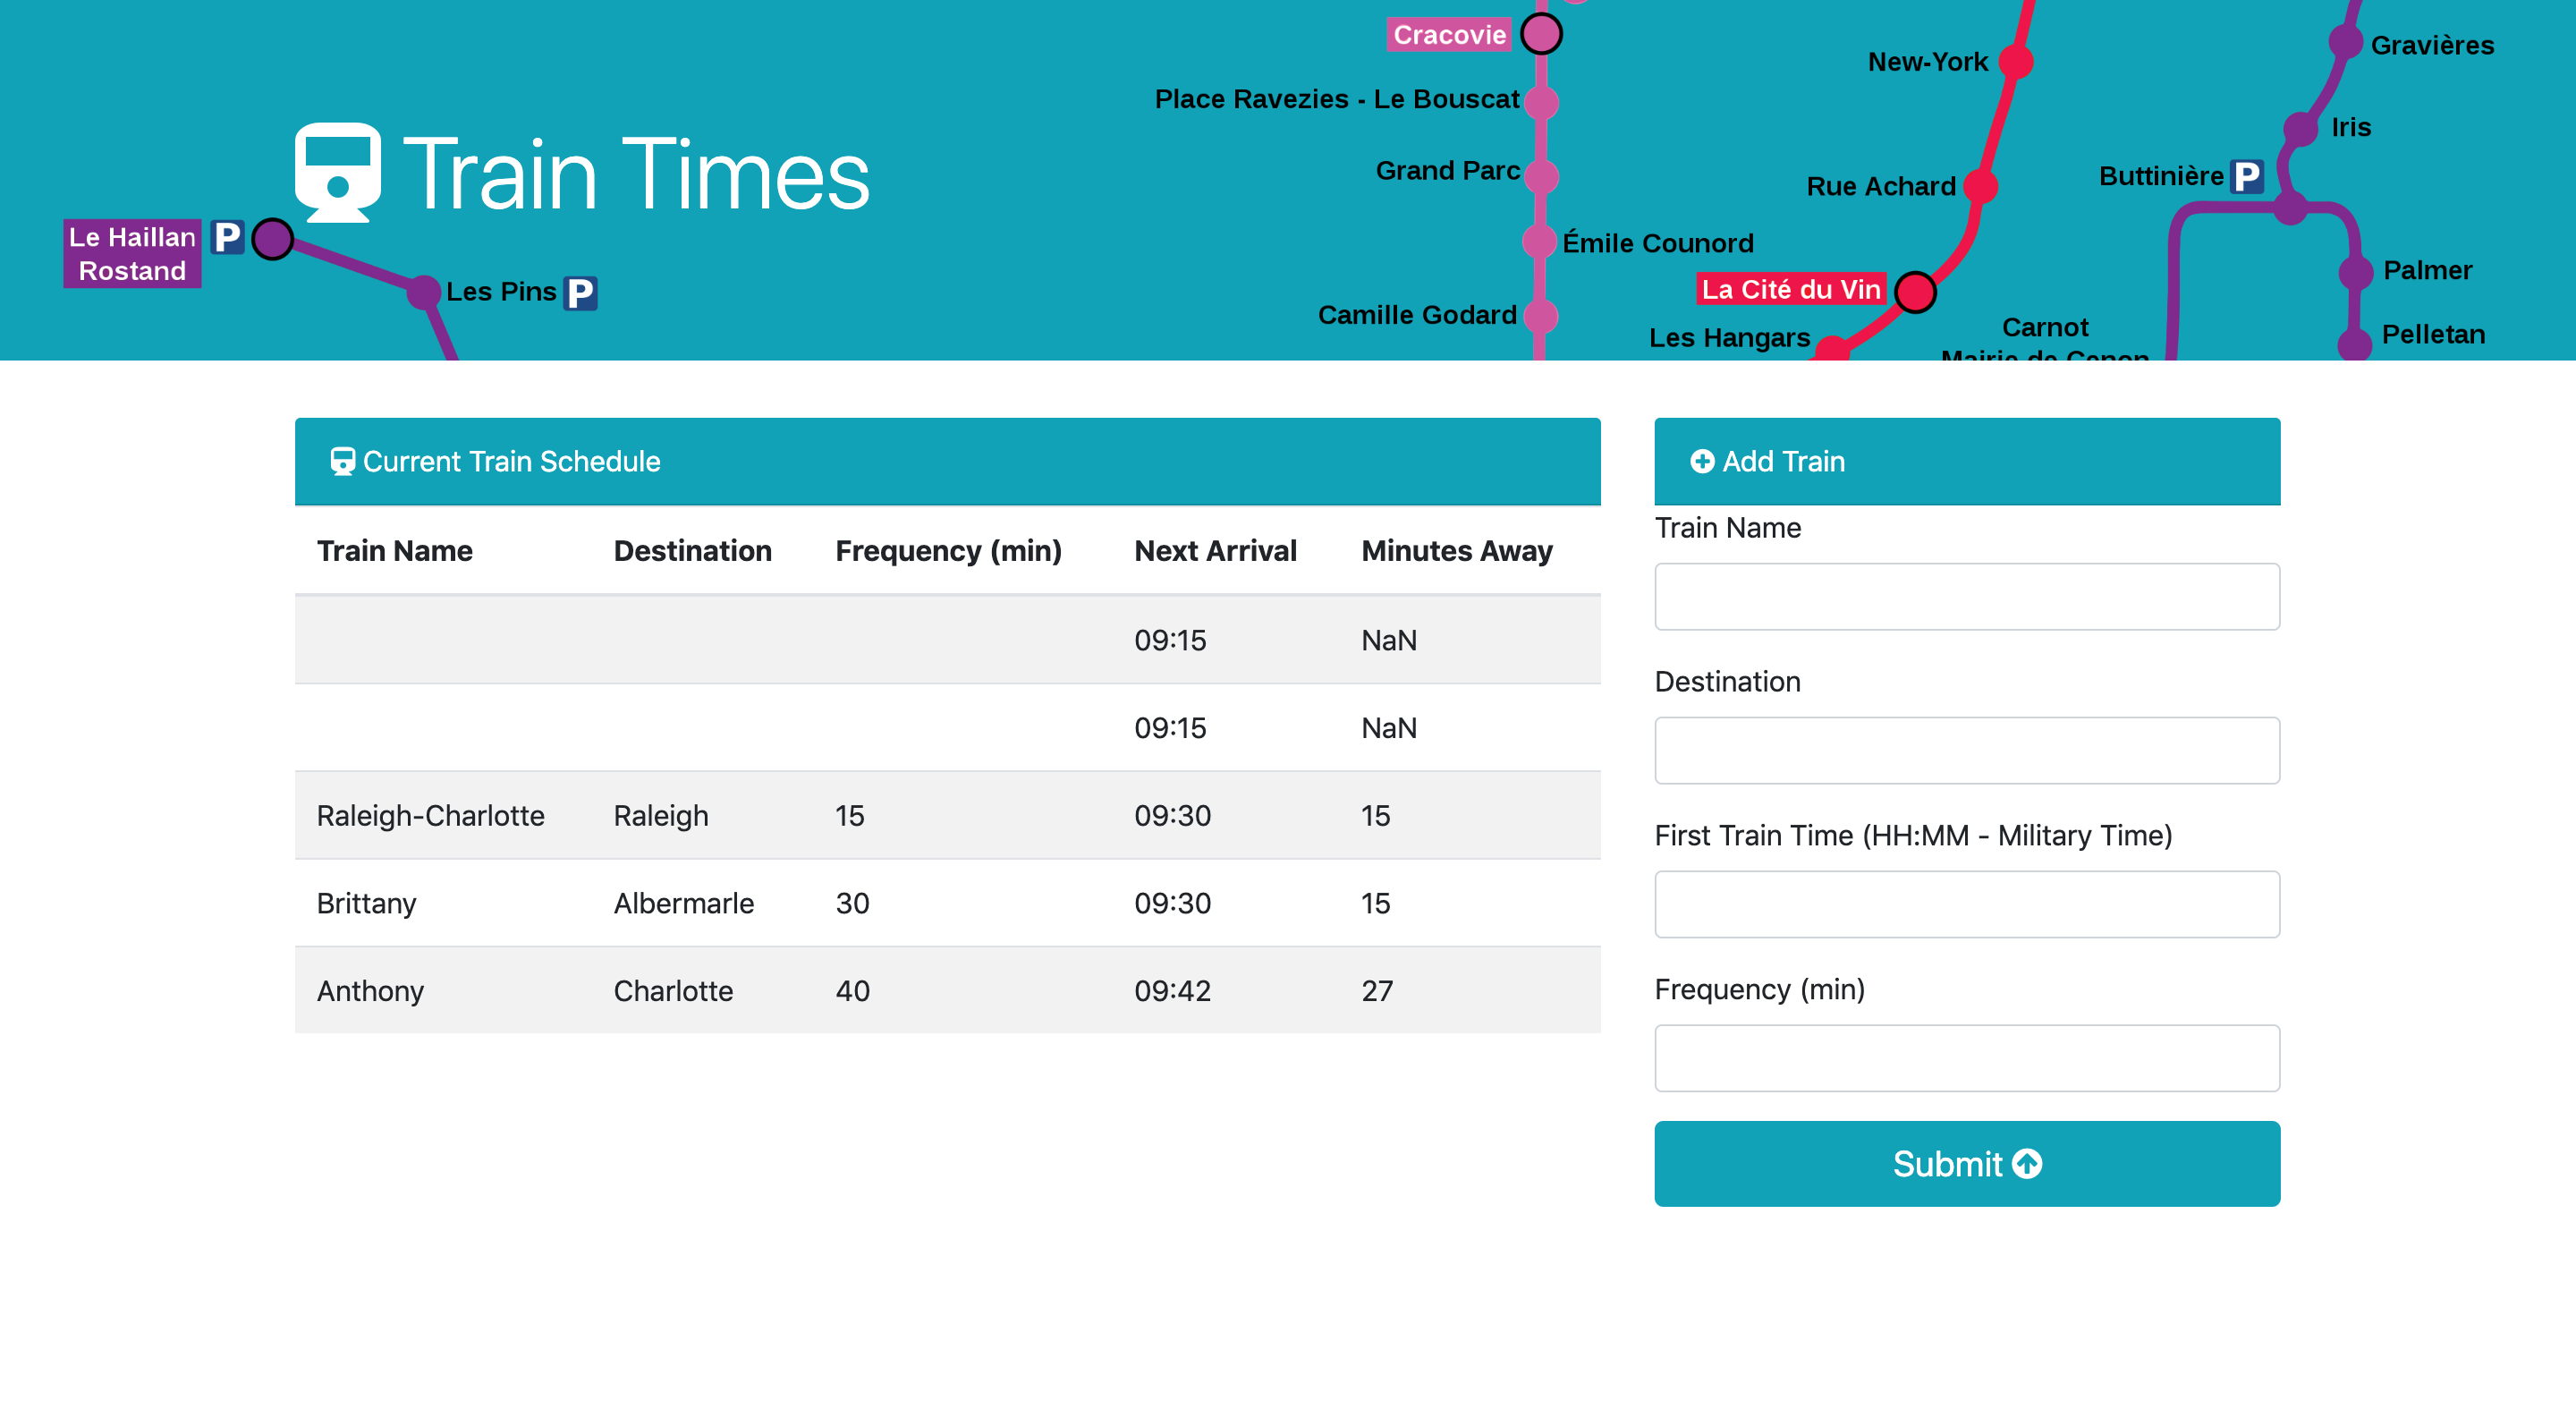 Cracovie
Place Ravezies - Le Bouscat
Grand Parc
Émile Counord
Camille Godard
New-York
Rue Achard
La Cité du Vin
Les Hangars
Gravières
Iris
Buttinière P
Palmer
Carnot
Mairie de Cenon
Pelletan
Train Times
Le Haillan P
Rostand
Les Pins P
Current Train Schedule
Train Name Destination Frequency (min) Next Arrival Minutes Away
09:15 NaN
09:15 NaN
Raleigh-Charlotte Raleigh 15 09:30 15
Brittany Albermarle 30 09:30 15
Anthony Charlotte 40 09:42 27
Add Train
Train Name
Destination
First Train Time (HH:MM - Military Time)
Frequency (min)
Submit